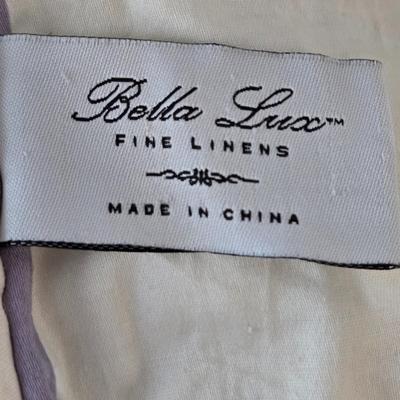 Bella Lux™
FINE LINENS
MADE IN CHINA